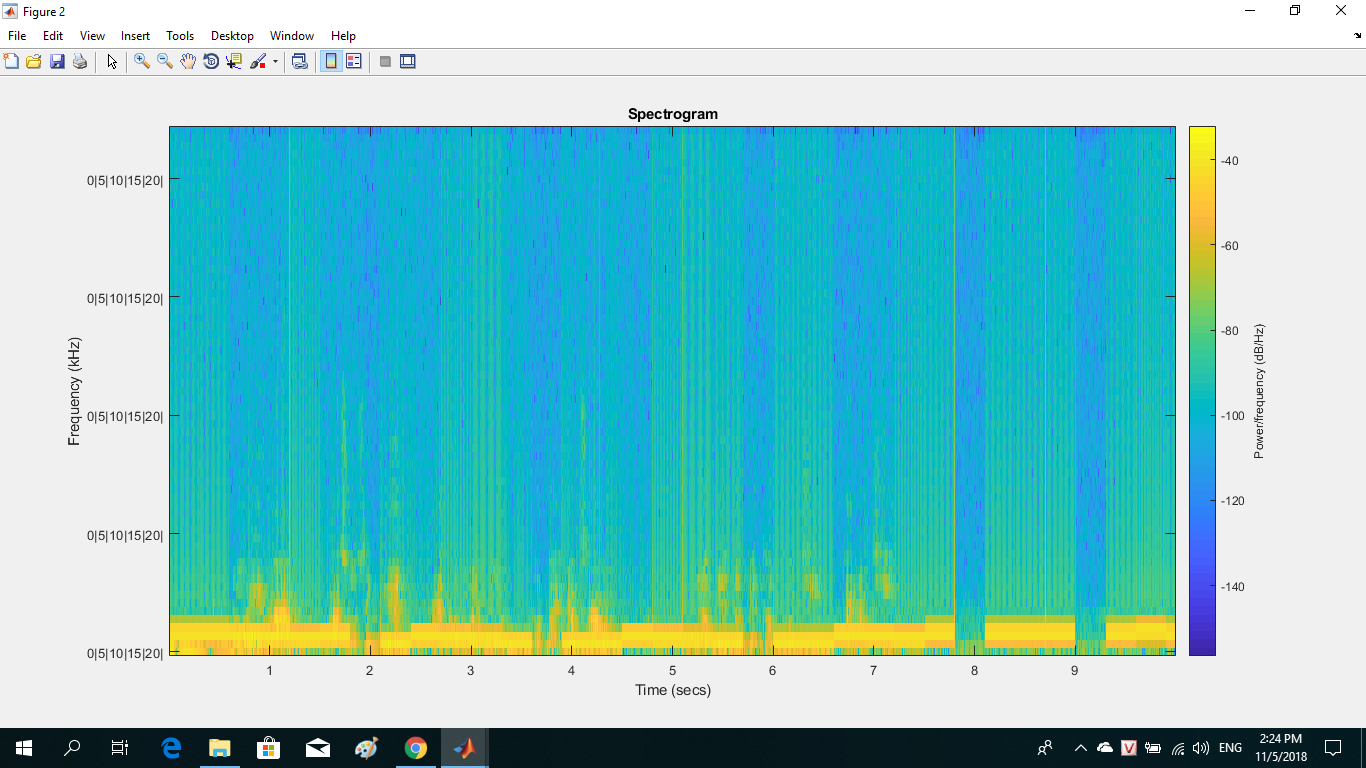 Figure 2
File Edit View Insert Tools Desktop Window Help
Spectrogram
0|5|10|15|20|
0|5|10|15|20|
0|5|10|15|20|
0|5|10|15|20|
0|5|10|15|20|
Frequency (kHz)
1 2 3 4 5 6 7 8 9
Time (secs)
-40
-60
-80
-100
-120
-140
Power/frequency (dB/Hz)
ENG
2:24 PM
11/5/2018